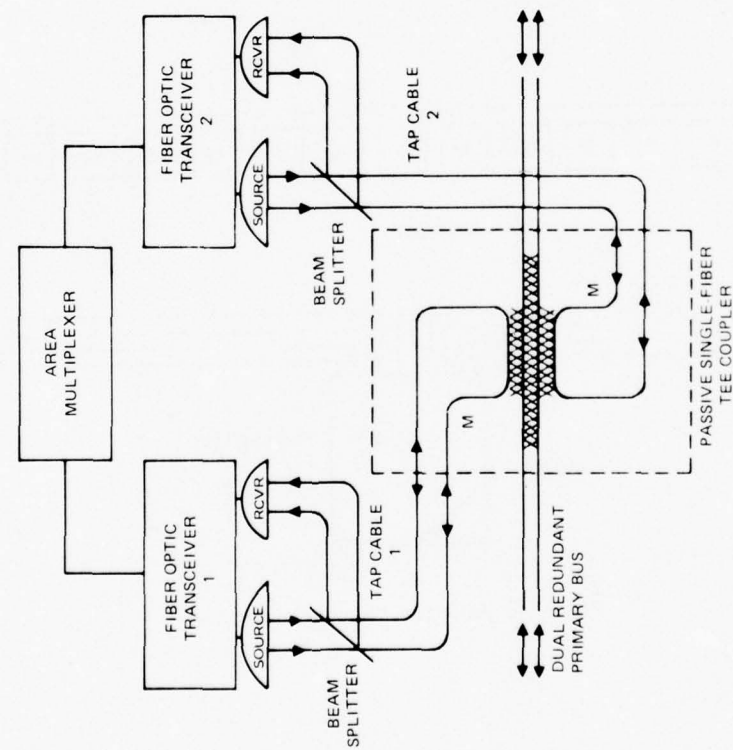 AREA
MULTIPLEXER
FIBER OPTIC
TRANSCEIVER
1
FIBER OPTIC
TRANSCEIVER
2
SOURCE
RCVR
SOURCE
RCVR
BEAM
SPLITTER
TAP CABLE
1
BEAM
SPLITTER
TAP CABLE
2
M
M
DUAL REDUNDANT
PRIMARY BUS
PASSIVE SINGLE-FIBER
TEE COUPLER